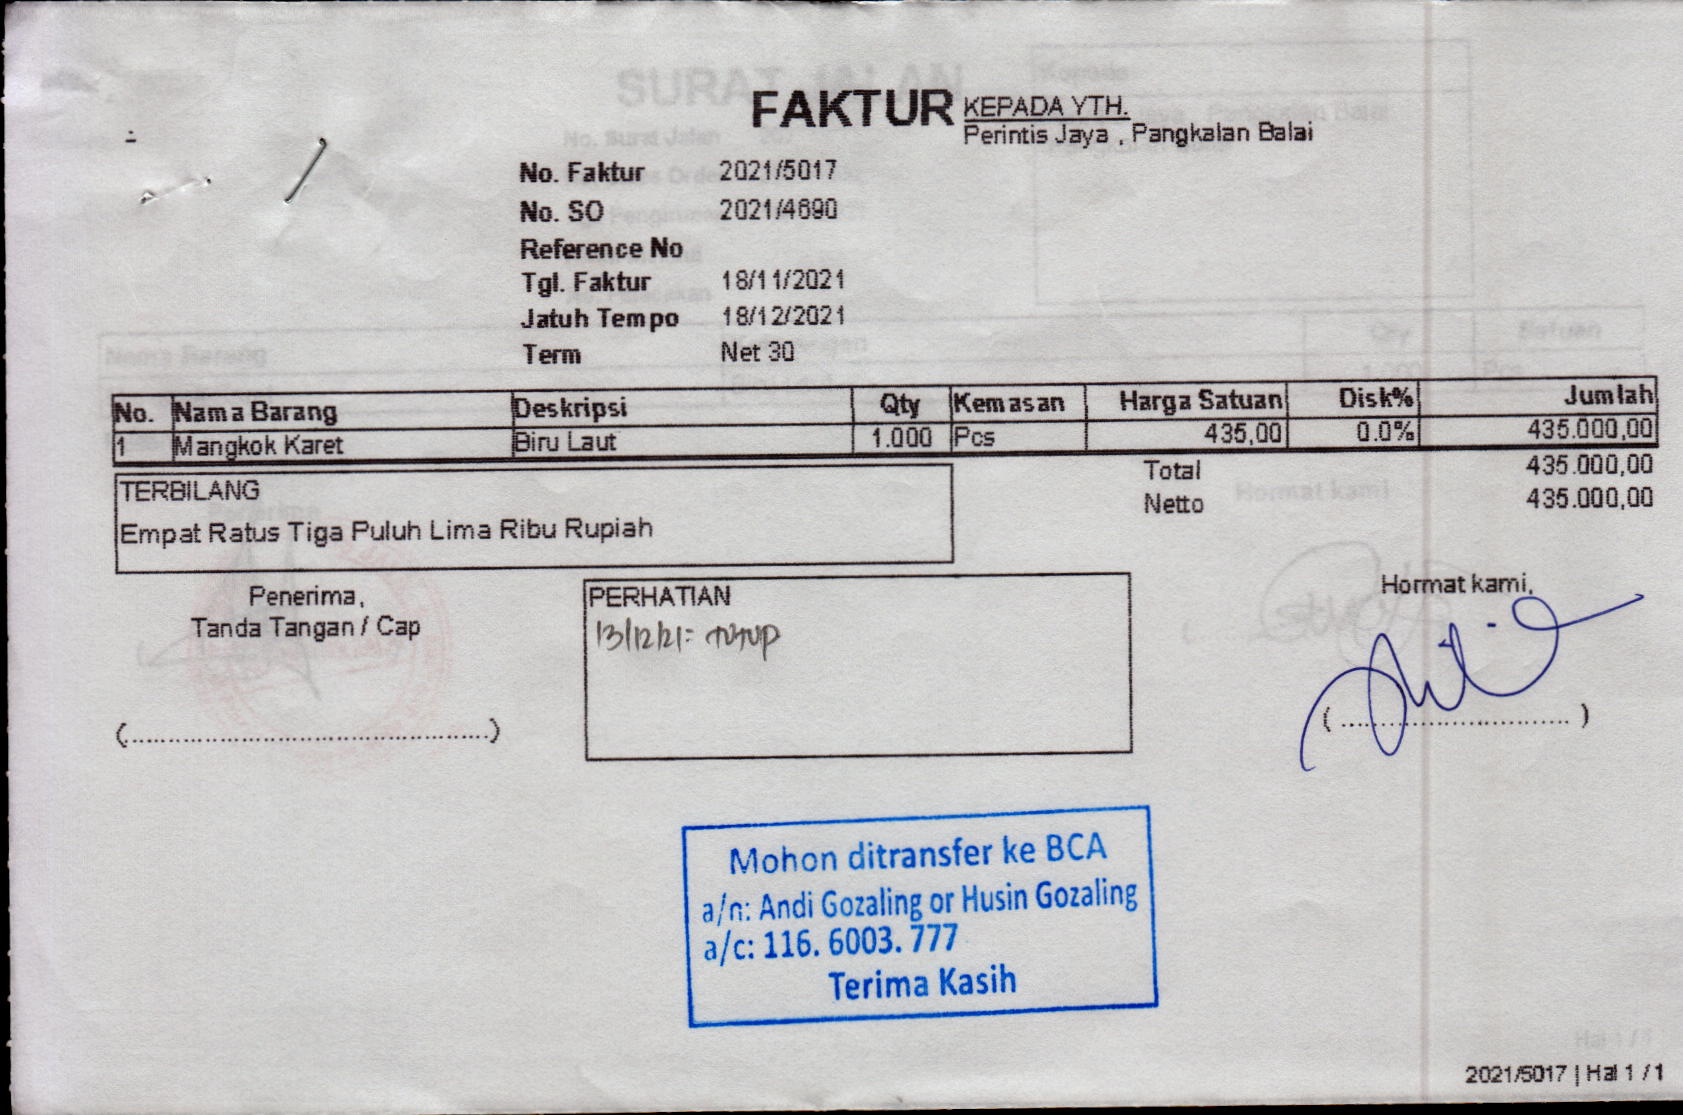 FAKTUR
KEPADA YTH.
Perintis Jaya , Pangkalan Balai
No. Faktur 2021/5017
No. SO 2021/4690
Reference No
Tgl. Faktur 18/11/2021
Jatuh Tempo 18/12/2021
Term Net 30
No. Nama Barang Deskripsi Qty Kemasan Harga Satuan Disk% Jumlah
1 Mangkok Karet Biru Laut 1.000 Pcs 435,00 0.0% 435.000,00
Total 435.000,00
Netto 435.000,00
TERBILANG
Empat Ratus Tiga Puluh Lima Ribu Rupiah
Penerima,
Tanda Tangan / Cap
(..........................................................)
PERHATIAN
13/12/21: tutup
Hormat kami,
( .................................... )
Mohon ditransfer ke BCA
a/n: Andi Gozaling or Husin Gozaling
a/c: 116. 6003. 777
Terima Kasih
2021/5017 | Hal 1 / 1